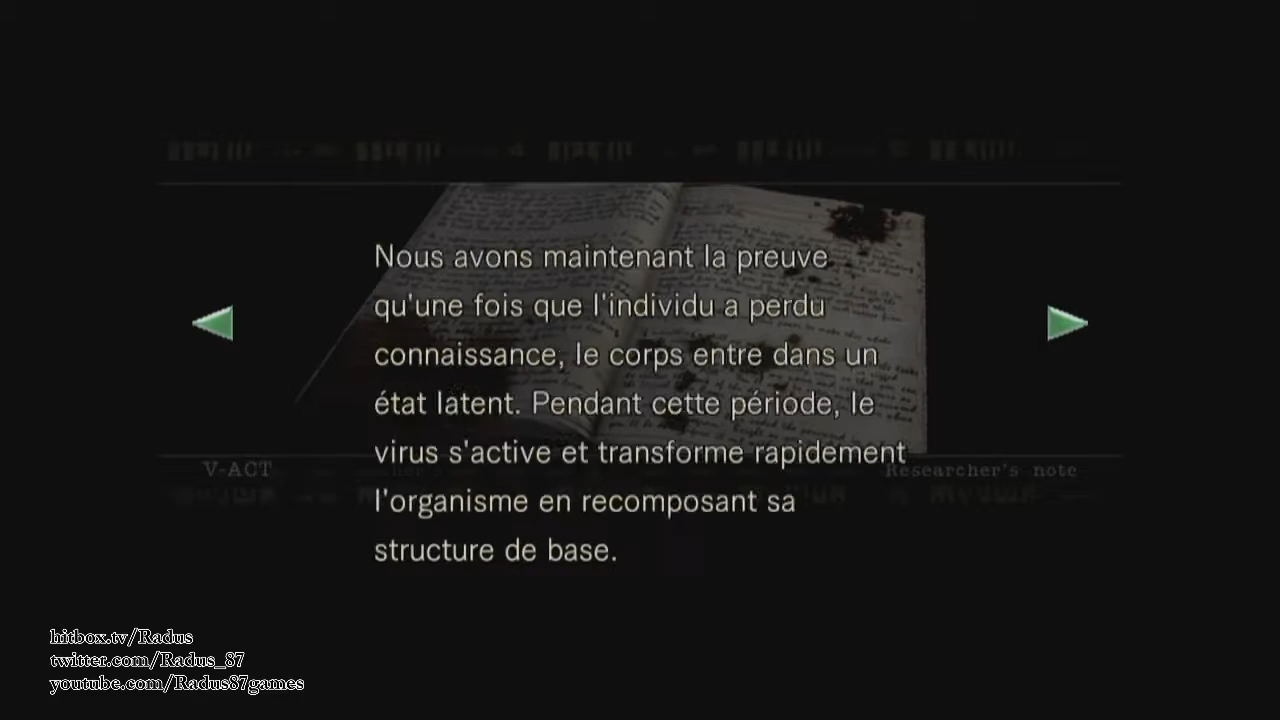 Nous avons maintenant la preuve
qu'une fois que l'individu a perdu
connaissance, le corps entre dans un
état latent. Pendant cette période, le
virus s'active et transforme rapidement
l'organisme en recomposant sa
structure de base.
V-ACT
Researcher's note
hitbox.tv/Radus
twitter.com/Radus_87
youtube.com/Radus87games